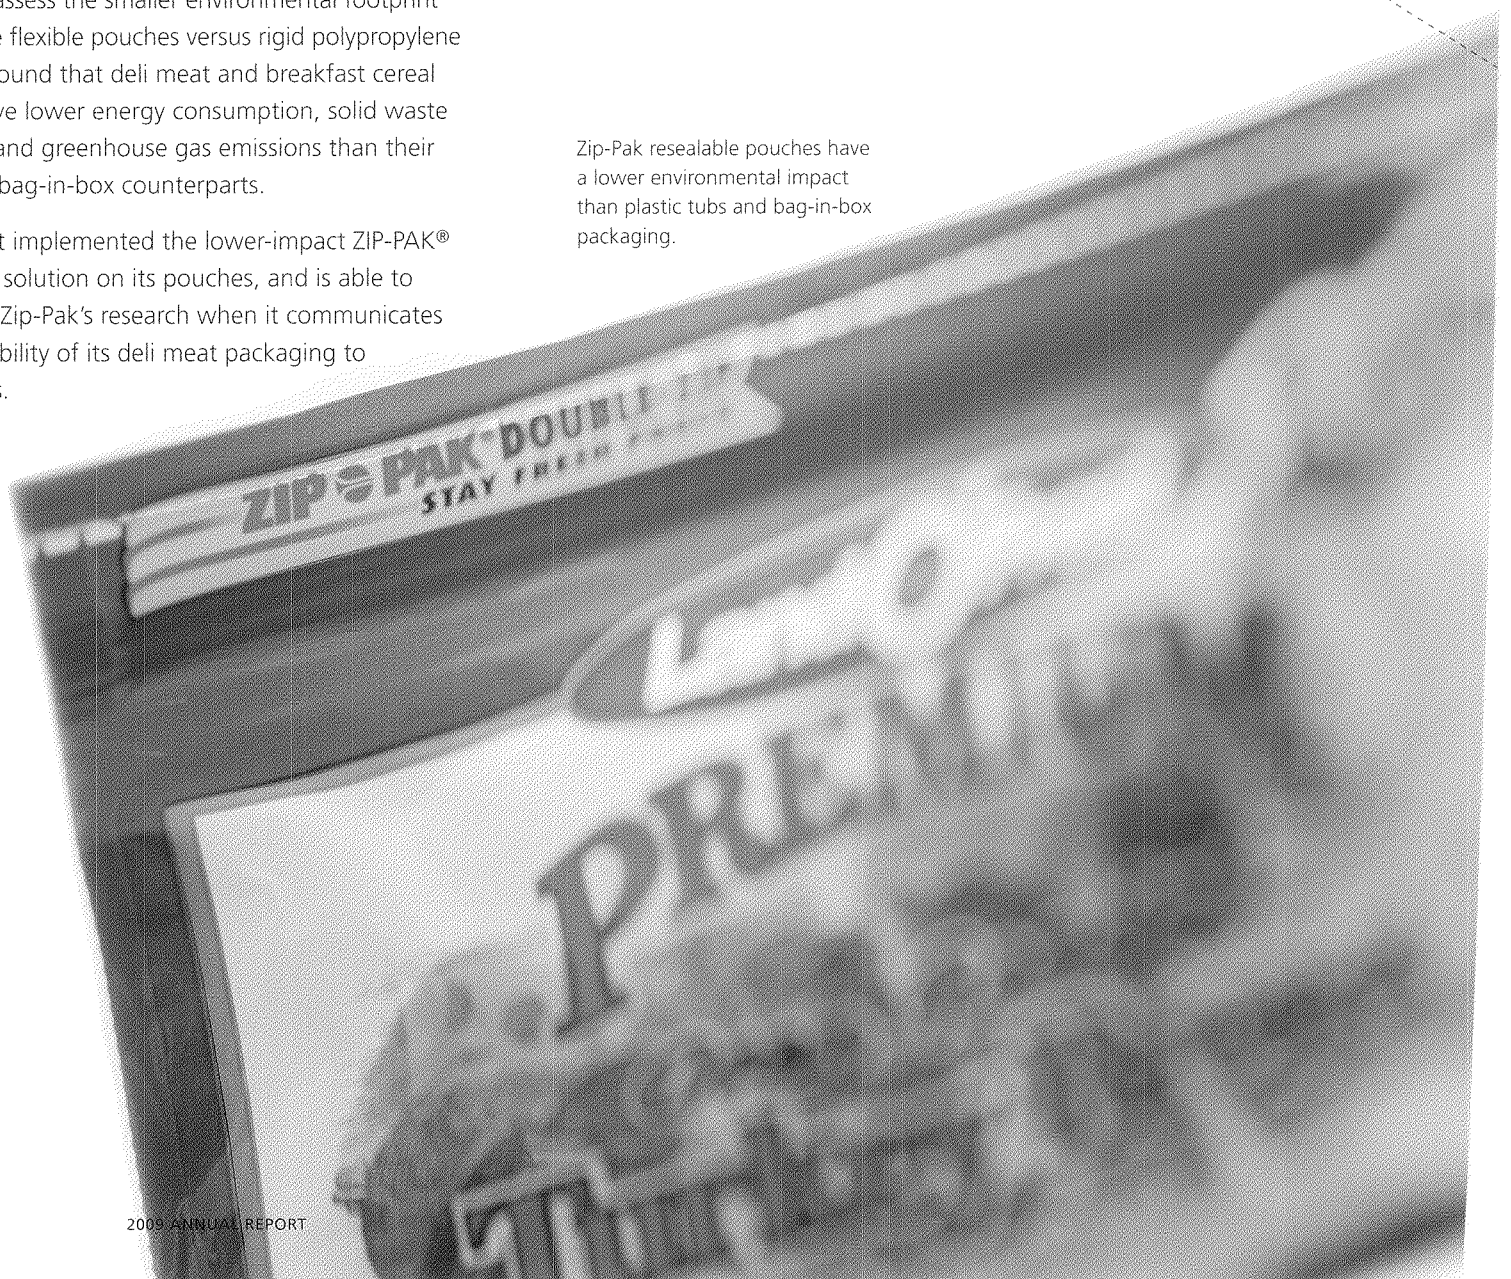 assess the smaller environmental footprint
flexible pouches versus rigid polypropylene
ound that deli meat and breakfast cereal
ve lower energy consumption, solid waste
and greenhouse gas emissions than their
bag-in-box counterparts.
t implemented the lower-impact ZIP-PAK®
solution on its pouches, and is able to
Zip-Pak's research when it communicates
bility of its deli meat packaging to
s.
Zip-Pak resealable pouches have
a lower environmental impact
than plastic tubs and bag-in-box
packaging.
ZIP PAK® DOUBLE ZIP
STAY FRESH
PREMIUM
2009 ANNUAL REPORT